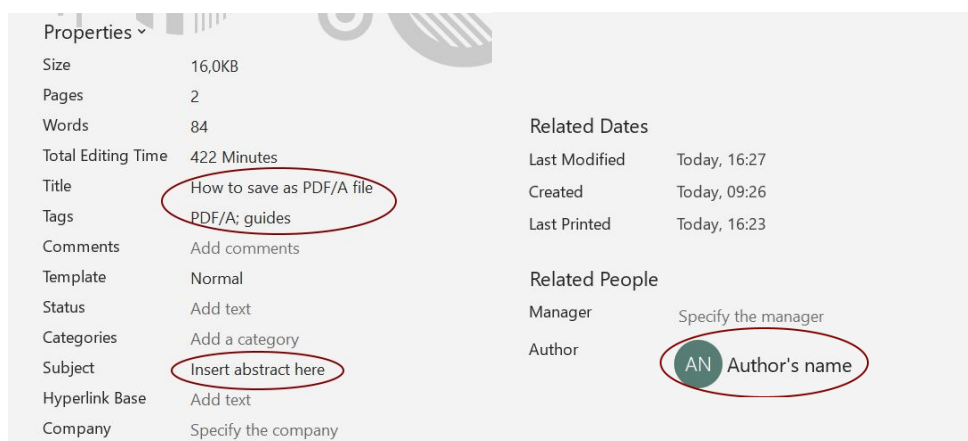 Properties
Size 16,0KB
Pages 2
Words 84
Total Editing Time 422 Minutes
Title How to save as PDF/A file
Tags PDF/A; guides
Comments Add comments
Template Normal
Status Add text
Categories Add a category
Subject Insert abstract here
Hyperlink Base Add text
Company Specify the company
Related Dates
Last Modified Today, 16:27
Created Today, 09:26
Last Printed Today, 16:23
Related People
Manager Specify the manager
Author AN Author's name